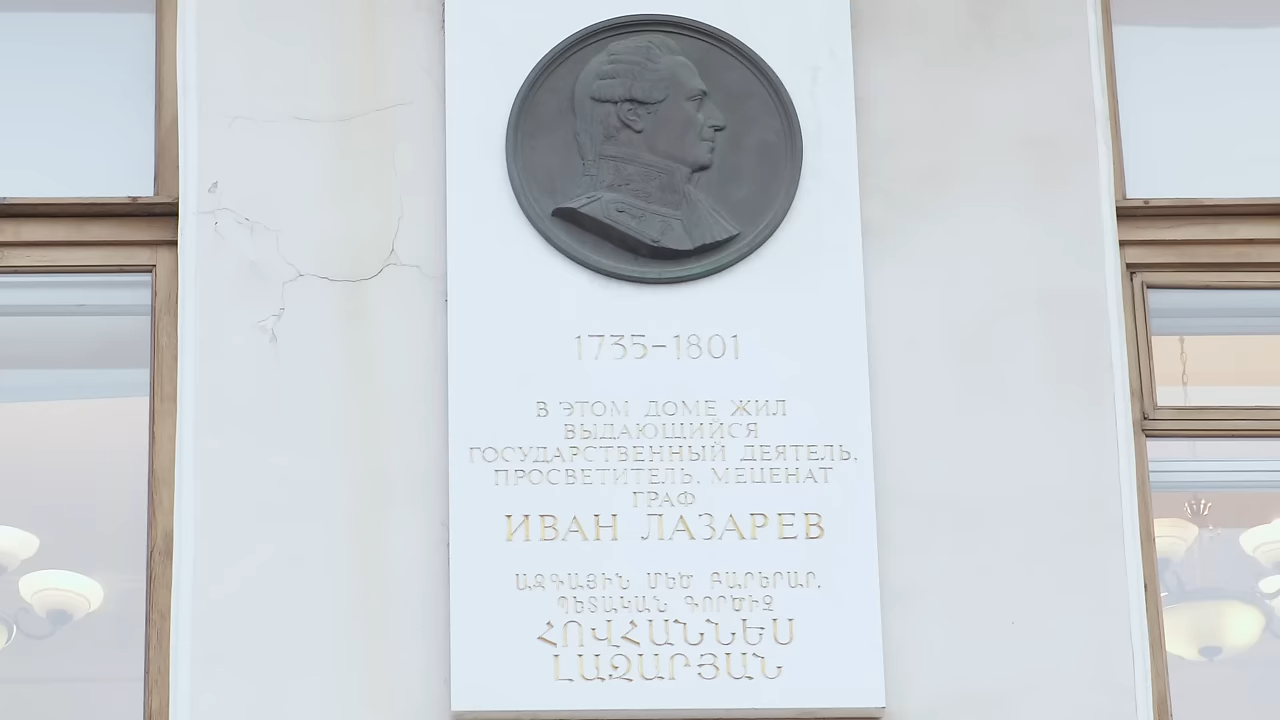 1735-1801
В ЭТОМ ДОМЕ ЖИЛ
ВЫДАЮЩИЙСЯ
ГОСУДАРСТВЕННЫЙ ДЕЯТЕЛЬ,
ПРОСВЕТИТЕЛЬ, МЕЦЕНАТ
ГРАФ
ИВАН ЛАЗАРЕВ
ԱԶԳԱՅԻՆ ՄԵԾ ԲԱՐԵՐԱՐ,
ՊԵՏԱԿԱՆ ԳՈՐԾԻՉ
ՀՈՎՀԱՆՆԵՍ
ԼԱԶԱՐՅԱՆ